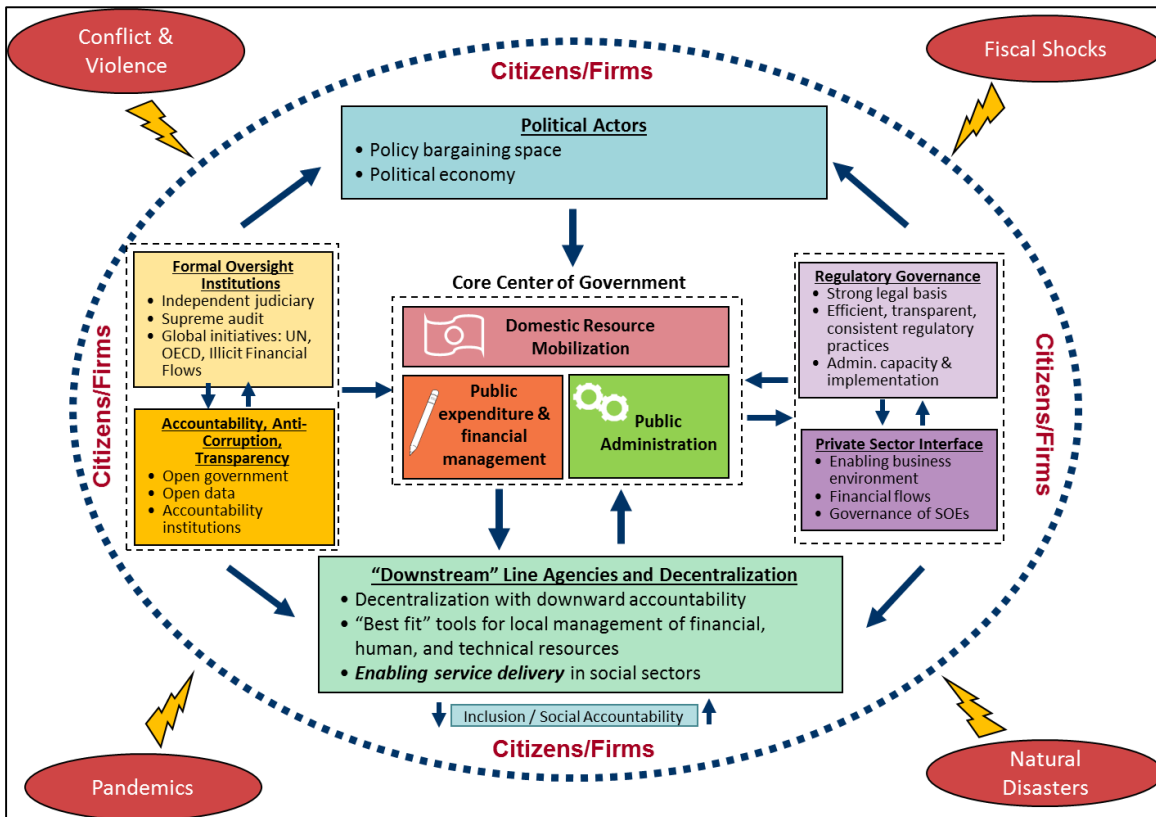 Conflict &
Violence
Fiscal Shocks
Citizens/Firms
Political Actors
• Policy bargaining space
• Political economy
Formal Oversight
Institutions
• Independent judiciary
• Supreme audit
• Global initiatives: UN,
OECD, Illicit Financial
Flows
Accountability, Anti-
Corruption,
Transparency
• Open government
• Open data
• Accountability
institutions
Citizens/Firms
Core Center of Government
Domestic Resource
Mobilization
Public
expenditure &
financial
management
Public
Administration
Regulatory Governance
• Strong legal basis
• Efficient, transparent,
consistent regulatory
practices
• Admin. capacity &
implementation
Private Sector Interface
• Enabling business
environment
• Financial flows
• Governance of SOEs
Citizens/Firms
“Downstream” Line Agencies and Decentralization
• Decentralization with downward accountability
• “Best fit” tools for local management of financial,
human, and technical resources
• Enabling service delivery in social sectors
Inclusion / Social Accountability
Citizens/Firms
Pandemics
Natural
Disasters